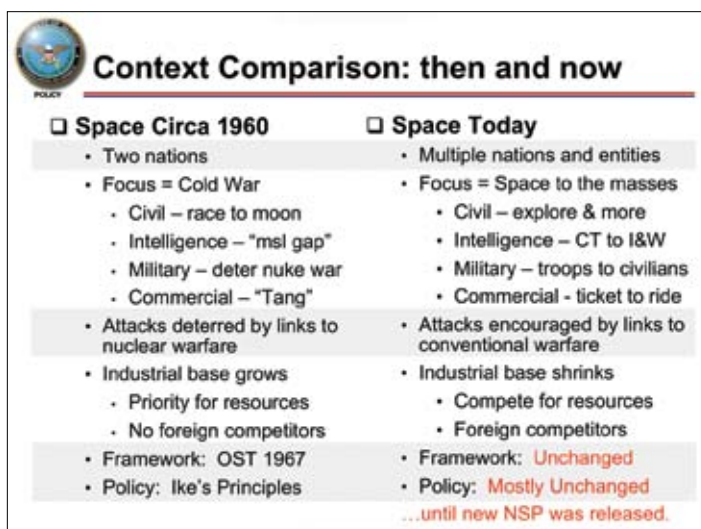 POLICY
Context Comparison: then and now
❑ Space Circa 1960
• Two nations
• Focus = Cold War
• Civil – race to moon
• Intelligence – “msl gap”
• Military – deter nuke war
• Commercial – “Tang”
• Attacks deterred by links to
nuclear warfare
• Industrial base grows
• Priority for resources
• No foreign competitors
• Framework: OST 1967
• Policy: Ike’s Principles
❑ Space Today
• Multiple nations and entities
• Focus = Space to the masses
• Civil – explore & more
• Intelligence – CT to I&W
• Military – troops to civilians
• Commercial - ticket to ride
• Attacks encouraged by links to
conventional warfare
• Industrial base shrinks
• Compete for resources
• Foreign competitors
• Framework: Unchanged
• Policy: Mostly Unchanged
…until new NSP was released.